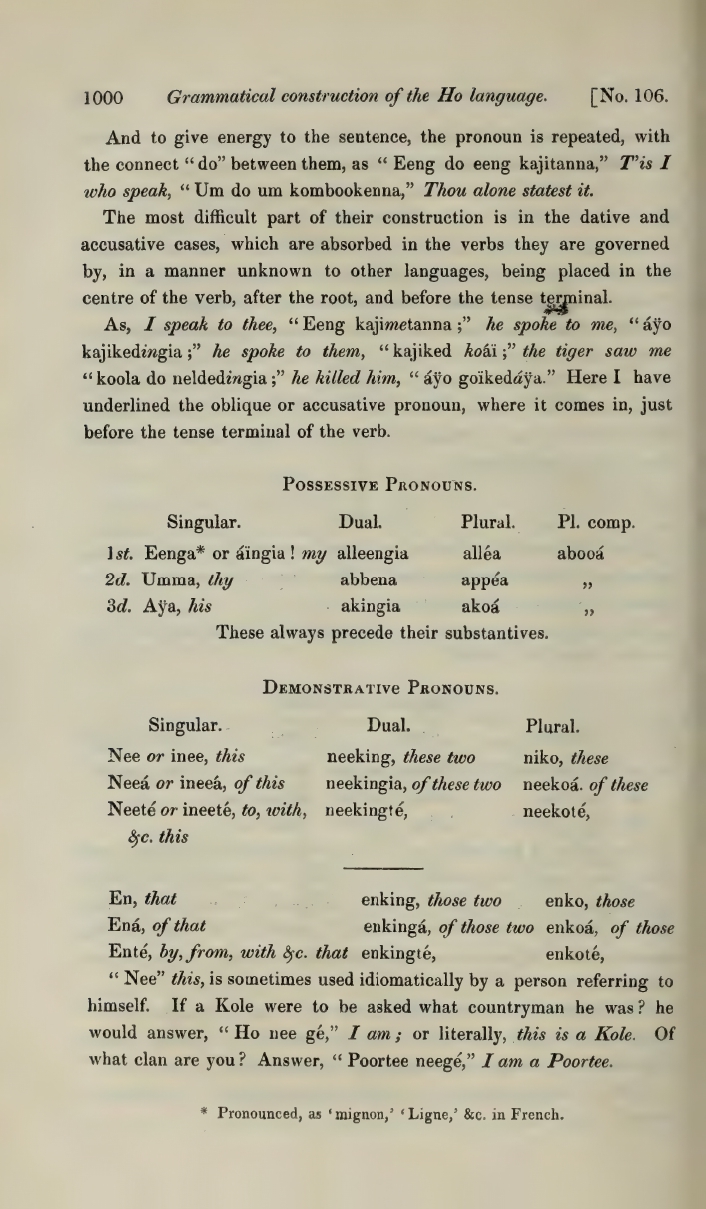 1000 Grammatical construction of the Ho language. [No. 106.
And to give energy to the sentence, the pronoun is repeated, with
the connect “do” between them, as “ Eeng do eeng kajitanna,” T’is I
who speak, “ Um do um kombookenna,” Thou alone statest it.
The most difficult part of their construction is in the dative and
accusative cases, which are absorbed in the verbs they are governed
by, in a manner unknown to other languages, being placed in the
centre of the verb, after the root, and before the tense terminal.
As, I speak to thee, “Eeng kajimetanna ;” he spoke to me, “áÿo
kajikedingia ;” he spoke to them, “kajiked koáï ;” the tiger saw me
“koola do neldedingia ;” he killed him, “ áÿo goïkedáÿa.” Here I have
underlined the oblique or accusative pronoun, where it comes in, just
before the tense terminal of the verb.
Possessive Pronouns.
Singular. Dual. Plural. Pl. comp.
1st. Eenga* or áïngia ! my alleengia alléa abooá
2d. Umma, thy abbena appéa ,,
3d. Aÿa, his akingia akoá ,,
These always precede their substantives.
Demonstrative Pronouns.
Singular. Dual. Plural.
Nee or inee, this neeking, these two niko, these
Neeá or ineeá, of this neekingia, of these two neekoá. of these
Neeté or ineeté, to, with, neekingté, neekoté,
&c. this
En, that enking, those two enko, those
Ená, of that enkingá, of those two enkoá, of those
Enté, by, from, with &c. that enkingté, enkoté,
“ Nee” this, is sometimes used idiomatically by a person referring to
himself. If a Kole were to be asked what countryman he was ? he
would answer, “ Ho nee gé,” I am ; or literally, this is a Kole. Of
what clan are you ? Answer, “ Poortee neegé,” I am a Poortee.
* Pronounced, as ‘mignon,’ ‘Ligne,’ &c. in French.